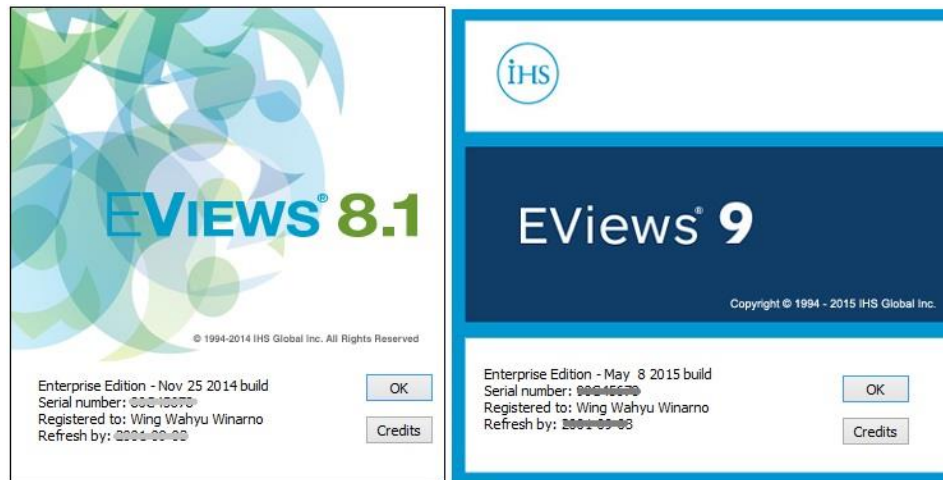 EVIEWS® 8.1
© 1994-2014 IHS Global Inc. All Rights Reserved
Enterprise Edition - Nov 25 2014 build
Serial number:
Registered to: Wing Wahyu Winarno
Refresh by:
OK
Credits
iHS
EViews® 9
Copyright © 1994 - 2015 IHS Global Inc.
Enterprise Edition - May 8 2015 build
Serial number:
Registered to: Wing Wahyu Winarno
Refresh by:
OK
Credits